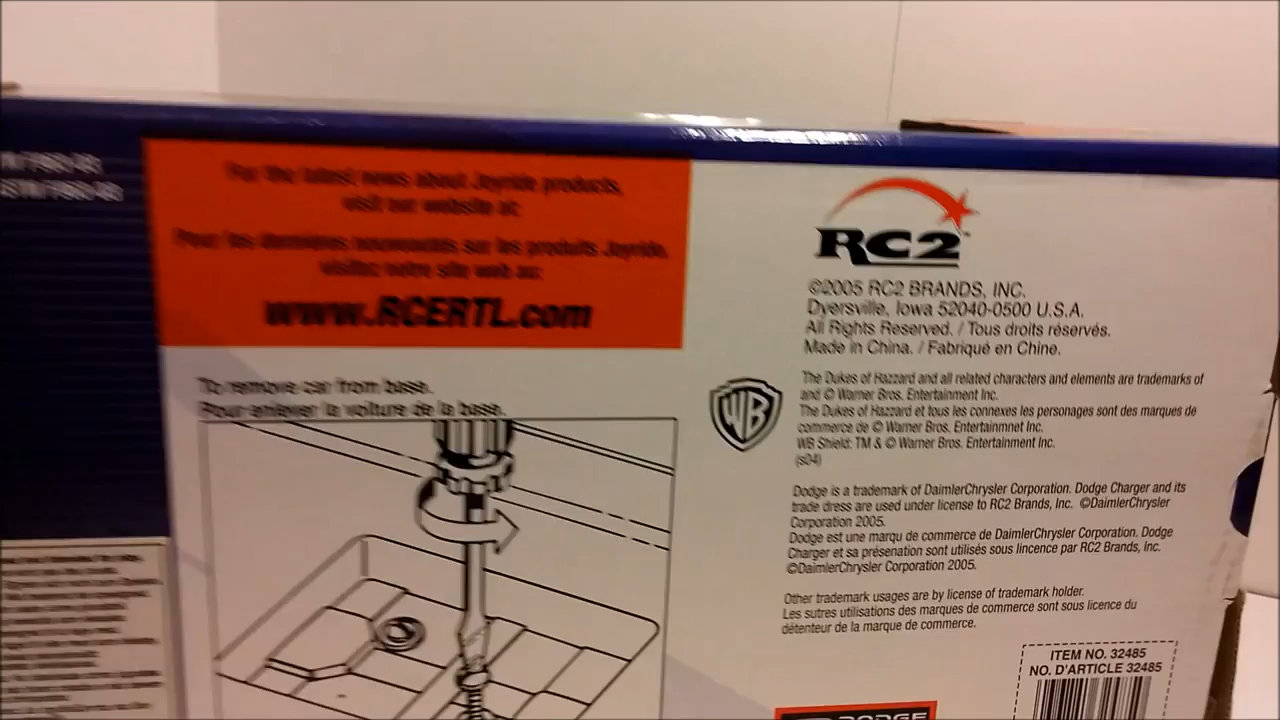 For the latest news about Joyride products,
visit our website at:
Pour les dernières nouveautés sur les produits Joyride,
visitez notre site web au:
www.RCERTL.com
To remove car from base.
Pour enlever la voiture de la base.
RC2™
©2005 RC2 BRANDS, INC.
Dyersville, Iowa 52040-0500 U.S.A.
All Rights Reserved. / Tous droits réservés.
Made in China. / Fabriqué en Chine.
WB
The Dukes of Hazzard and all related characters and elements are trademarks of
and © Warner Bros. Entertainment Inc.
The Dukes of Hazzard et tous les connexes les personages sont des marques de
commerce de © Warner Bros. Entertainmnet Inc.
WB Shield: TM & © Warner Bros. Entertainment Inc.
(s04)
Dodge is a trademark of DaimlerChrysler Corporation. Dodge Charger and its
trade dress are used under license to RC2 Brands, Inc. ©DaimlerChrysler
Corporation 2005.
Dodge est une marqu de commerce de DaimlerChrysler Corporation. Dodge
Charger et sa présenation sont utilisés sous lincence par RC2 Brands, Inc.
©DaimlerChrysler Corporation 2005.
Other trademark usages are by license of trademark holder.
Les sutres utilisations des marques de commerce sont sous licence du
détenteur de la marque de commerce.
ITEM NO. 32485
NO. D'ARTICLE 32485
DODGE